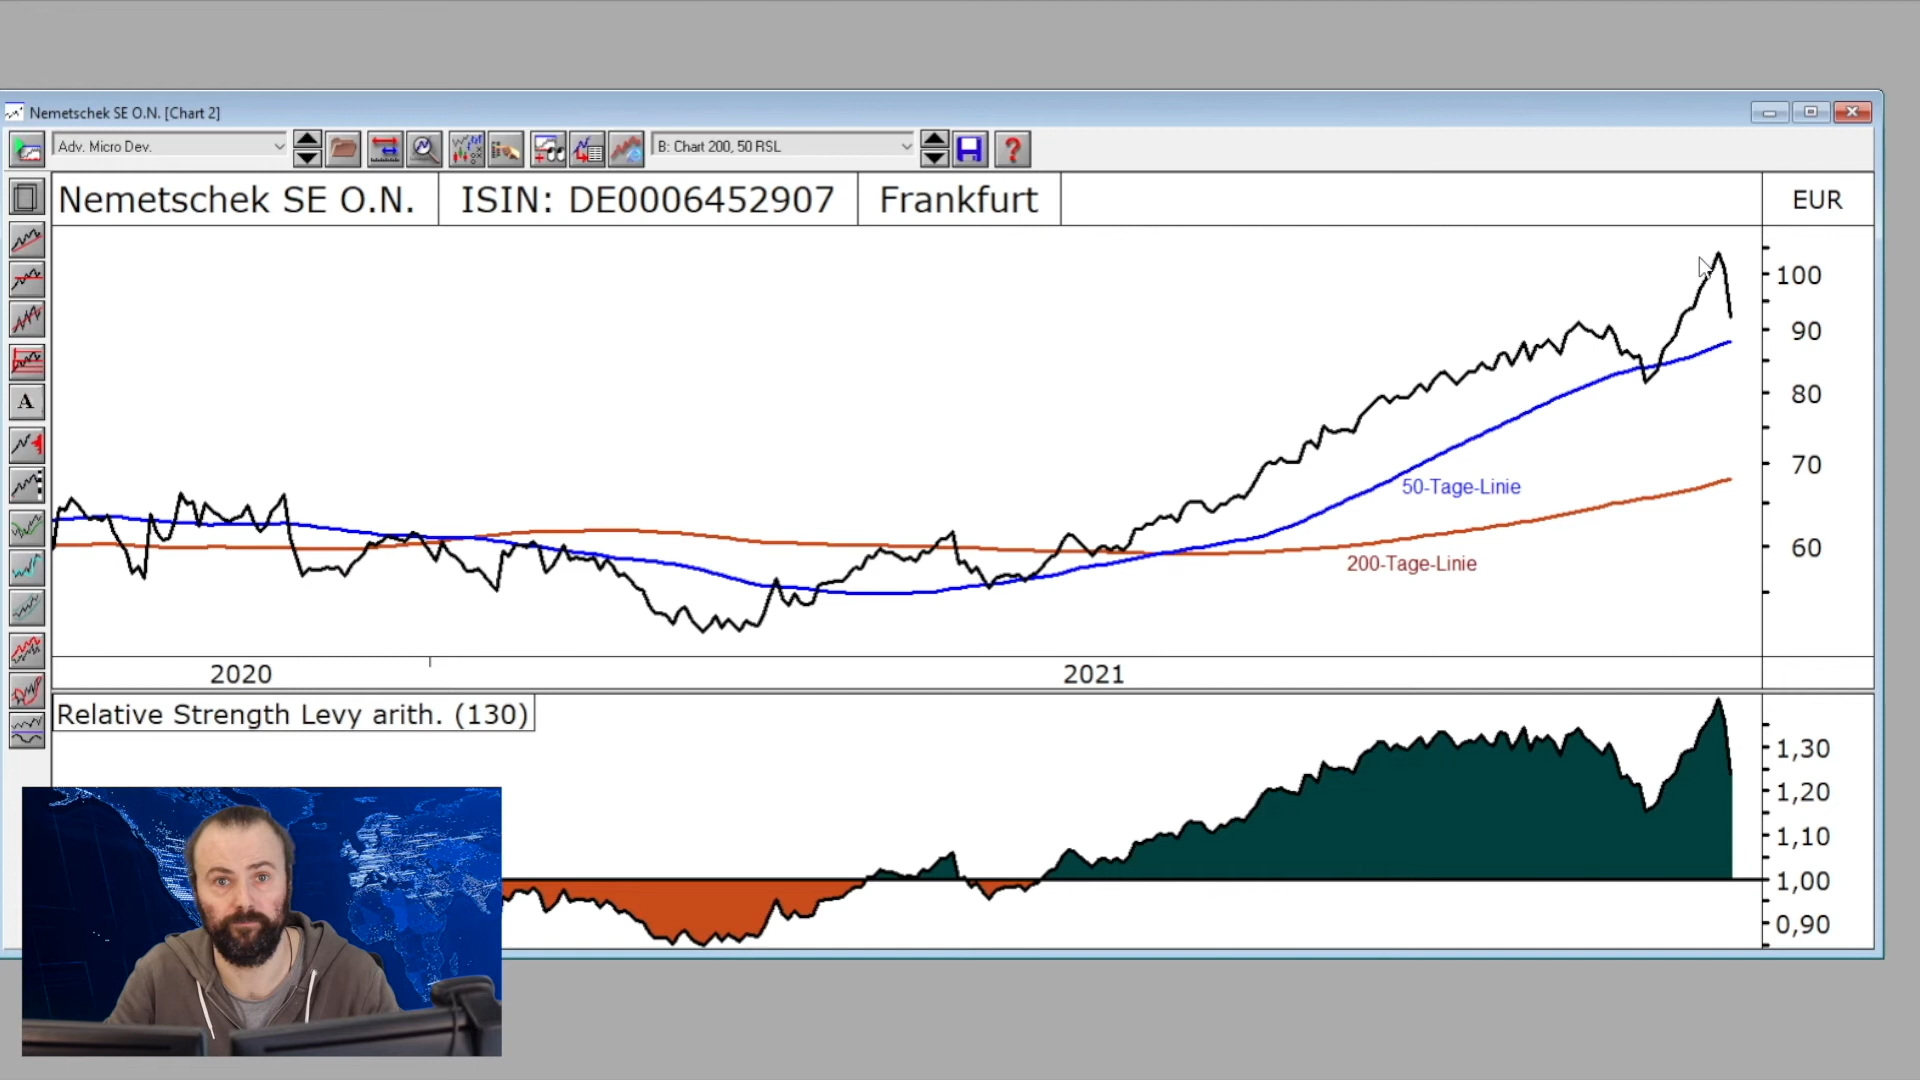 Nemetschek SE O.N. [Chart 2]
Adv. Micro Dev.
B: Chart 200, 50 RSL
?
Nemetschek SE O.N. ISIN: DE0006452907 Frankfurt EUR
A
100
90
80
70
60
50-Tage-Linie
200-Tage-Linie
2020 2021
Relative Strength Levy arith. (130)
1,30
1,20
1,10
1,00
0,90